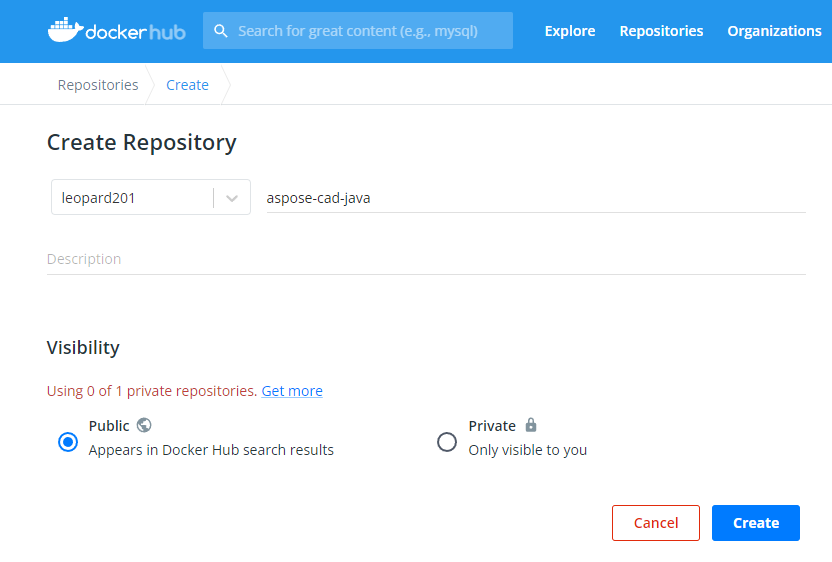 dockerhub Search for great content (e.g., mysql) Explore Repositories Organizations
Repositories Create
Create Repository
leopard201 aspose-cad-java
Description
Visibility
Using 0 of 1 private repositories. Get more
Public Private
Appears in Docker Hub search results Only visible to you
Cancel Create